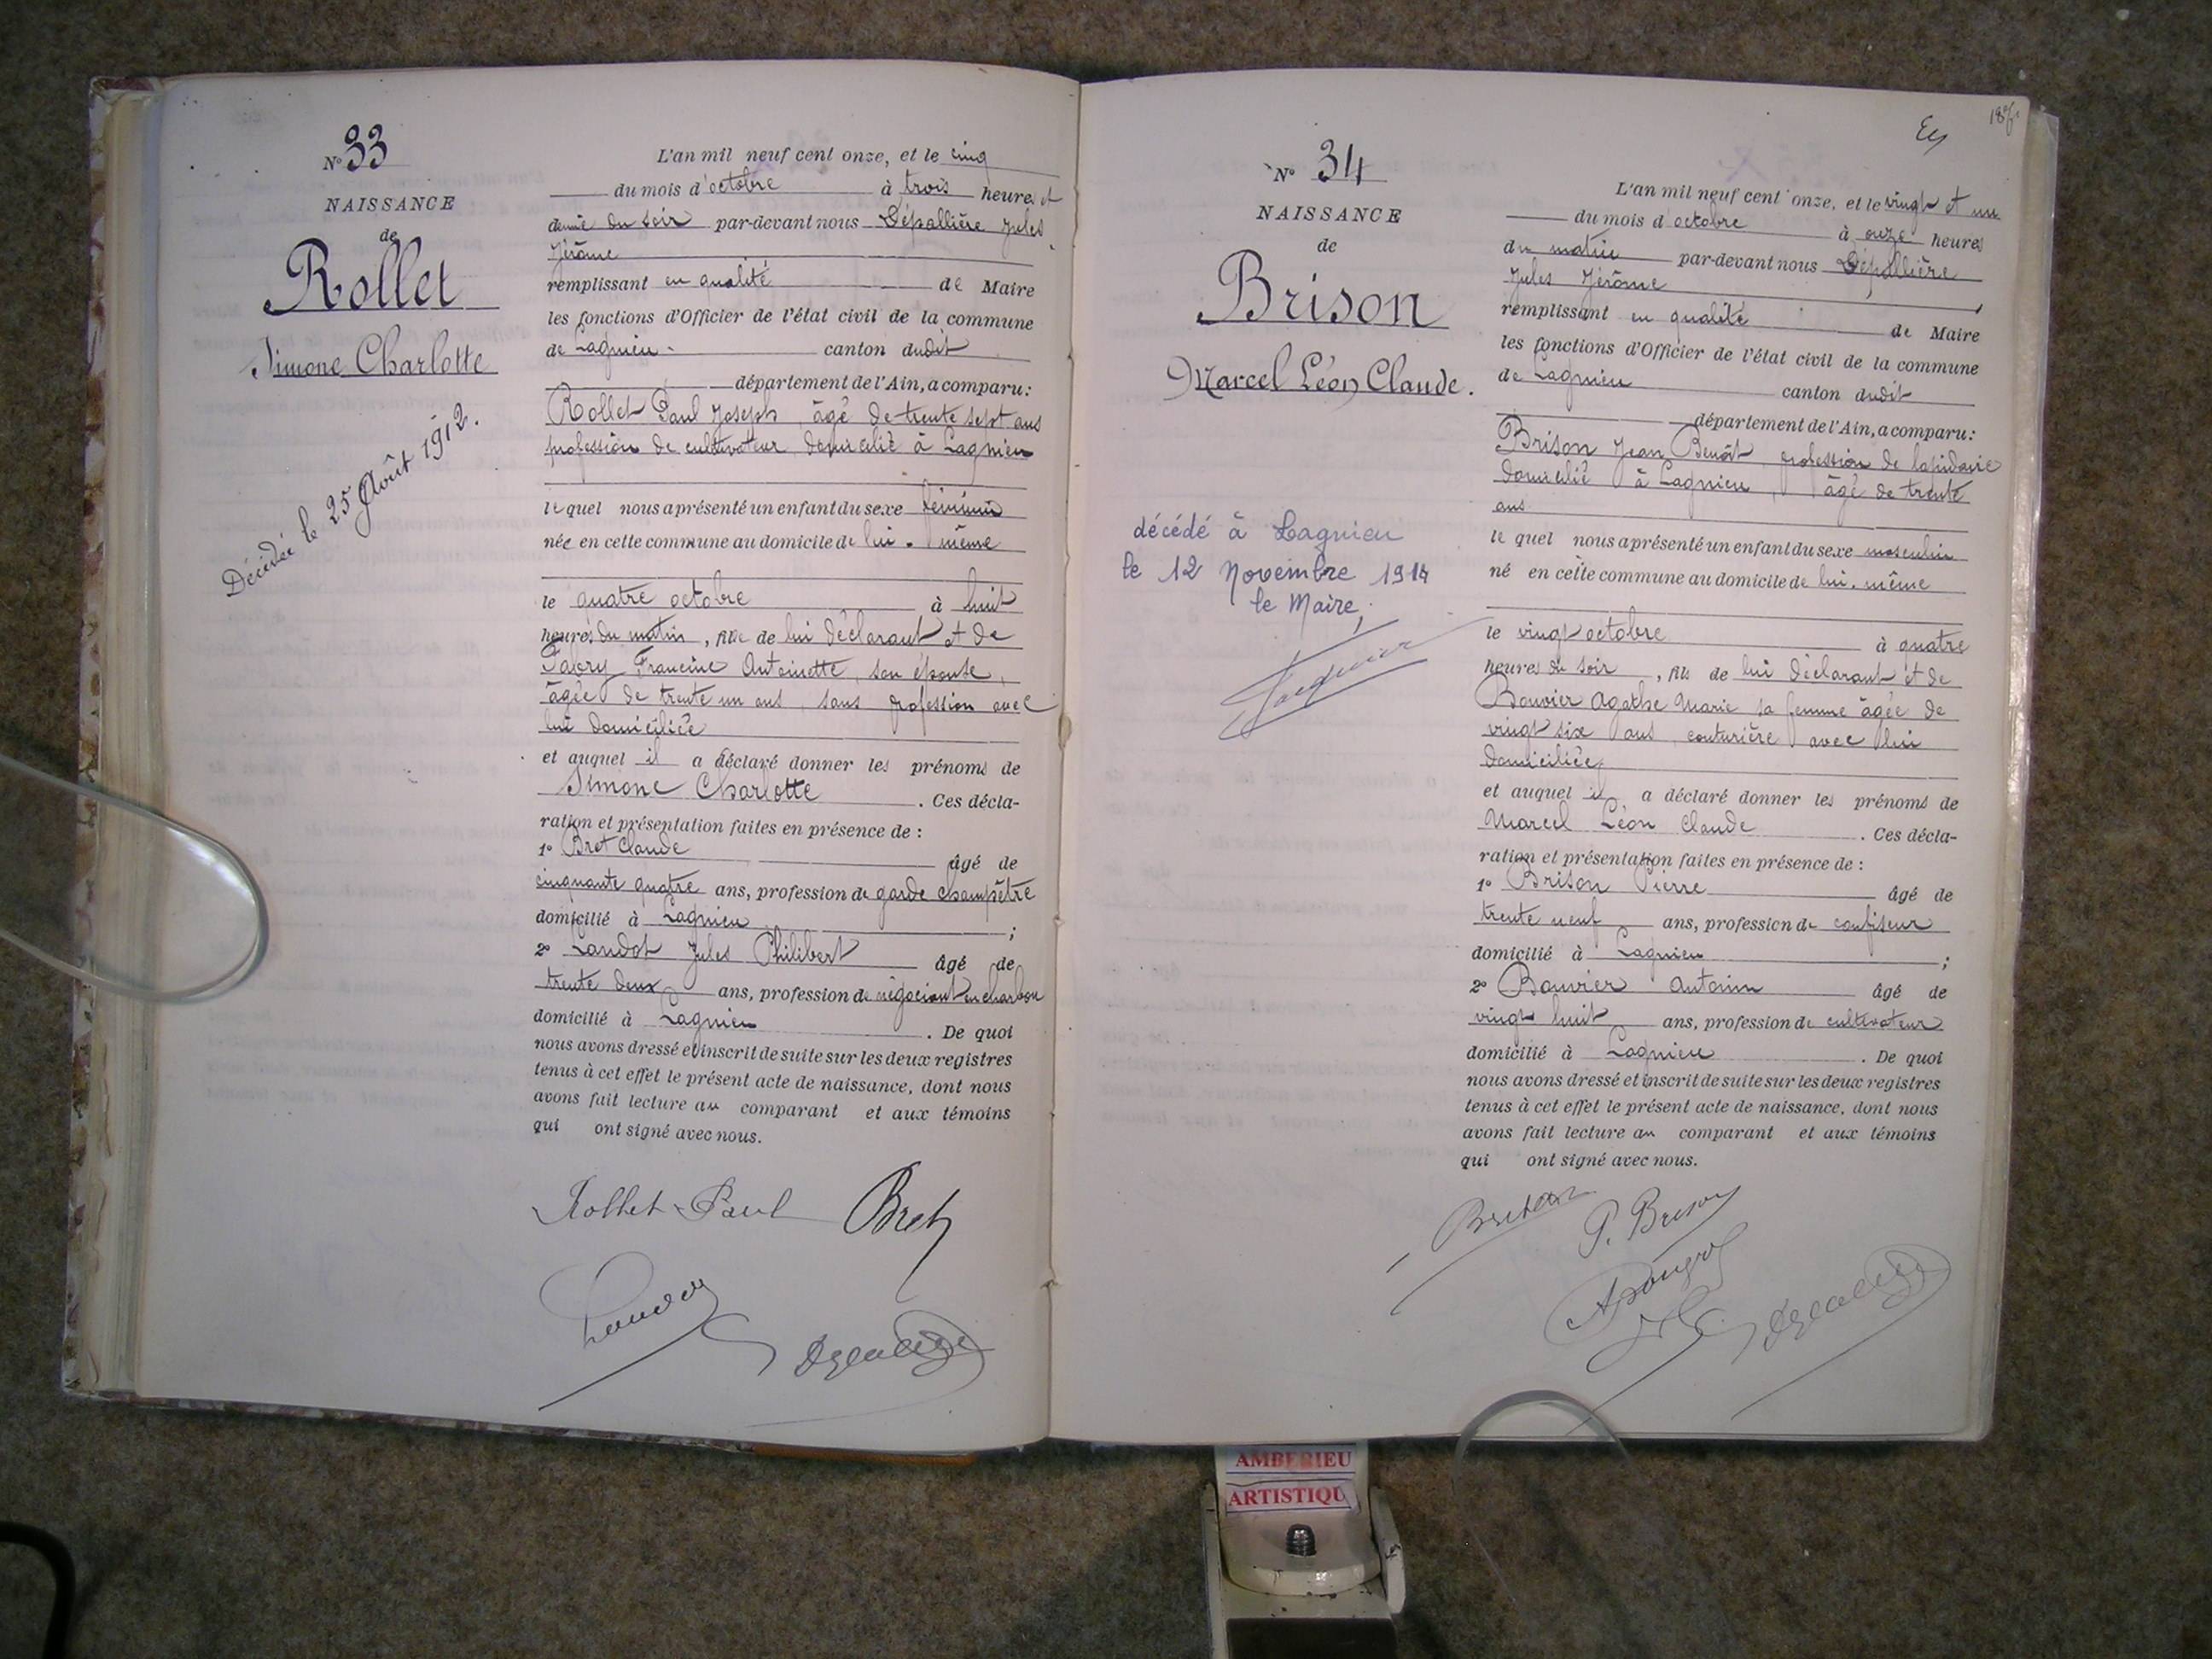 N° 33
NAISSANCE
de
Rollet
Simone Charlotte
Décédée le 25 Août 1912.
L'an mil neuf cent onze, et le cinq
du mois d'octobre à trois heures et
demie du soir par-devant nous Dépallière Jules
Jérôme
remplissant en qualité de Maire
les fonctions d'Officier de l'état civil de la commune
de Lagnieu canton dudit
département de l'Ain, a comparu :
Rollet Paul Joseph, âgé de trente sept ans
profession de cultivateur domicilié à Lagnieu
lequel nous a présenté un enfant du sexe féminin
née en cette commune au domicile de lui-même
le quatre octobre à huit
heures du matin, fille de lui déclarant et de
Fabry Francine Antoinette, son épouse,
âgée de trente un ans, sans profession avec
lui domiciliée
et auquel il a déclaré donner les prénoms de
Simone Charlotte. Ces décla-
ration et présentation faites en présence de :
1° Bret Claude âgé de
cinquante quatre ans, profession de garde champêtre
domicilié à Lagnieu ;
2° Landot Jules Philibert âgé de
trente deux ans, profession de négociant en charbon
domicilié à Lagnieu. De quoi
nous avons dressé et inscrit de suite sur les deux registres
tenus à cet effet le présent acte de naissance, dont nous
avons fait lecture au comparant et aux témoins
qui ont signé avec nous.
Rollet Paul Bret
Landot
18
N° 34
NAISSANCE
de
Brison
Marcel Léon Claude.
décédé à Lagnieu
le 12 Novembre 1914
le Maire,
L'an mil neuf cent onze, et le vingt et un
du mois d'octobre à onze heures
du matin par-devant nous Dépallière
Jules Jérôme
remplissant en qualité de Maire
les fonctions d'Officier de l'état civil de la commune
de Lagnieu canton dudit
département de l'Ain, a comparu :
Brison Jean Benoît profession de lapidaire
domicilié à Lagnieu, âgé de trente
ans
lequel nous a présenté un enfant du sexe masculin
né en cette commune au domicile de lui-même
le vingt octobre à quatre
heures du soir, fils de lui déclarant et de
Bouvier Agathe Marie sa femme âgée de
vingt six ans couturière avec lui
domiciliée
et auquel il a déclaré donner les prénoms de
Marcel Léon Claude. Ces décla-
ration et présentation faites en présence de :
1° Brison Pierre âgé de
trente neuf ans, profession de confiseur
domicilié à Lagnieu ;
2° Bouvier Antonin âgé de
vingt huit ans, profession de cultivateur
domicilié à Lagnieu. De quoi
nous avons dressé et inscrit de suite sur les deux registres
tenus à cet effet le présent acte de naissance, dont nous
avons fait lecture au comparant et aux témoins
qui ont signé avec nous.
Brison P. Brison
AMBERIEU
ARTISTIQU